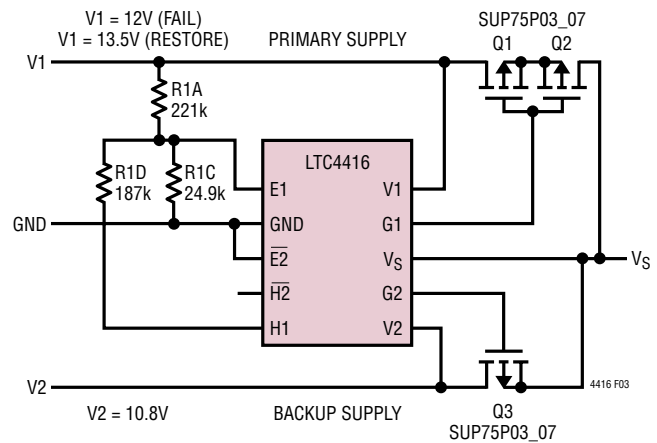 V1 = 12V (FAIL)
V1 = 13.5V (RESTORE)
PRIMARY SUPPLY
SUP75P03_07
Q1
Q2
V1
R1A
221k
R1D
187k
R1C
24.9k
LTC4416
E1
GND
E2
H2
H1
V1
G1
VS
G2
V2
GND
VS
V2
V2 = 10.8V
BACKUP SUPPLY
Q3
SUP75P03_07
4416 F03